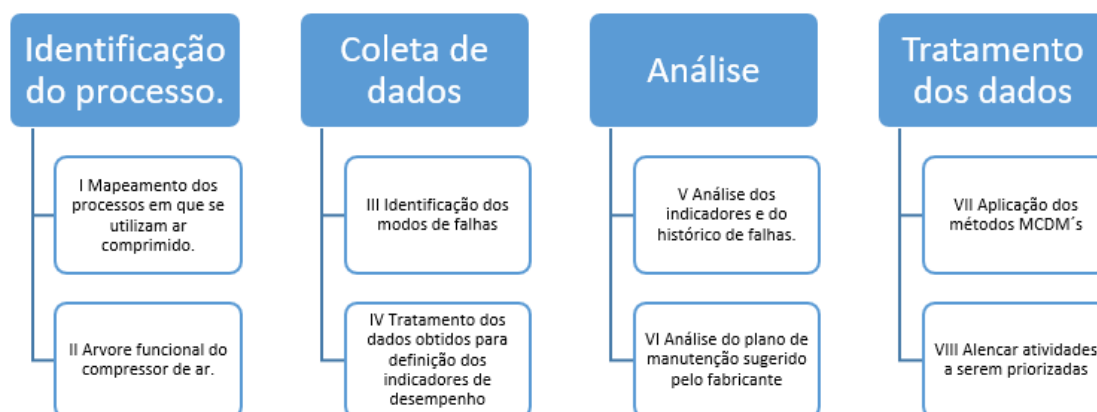 Identificação
do processo.
I Mapeamento dos
processos em que se
utilizam ar
comprimido.
II Arvore funcional do
compressor de ar.
Coleta de
dados
III Identificação dos
modos de falhas
IV Tratamento dos
dados obtidos para
definição dos
indicadores de
desempenho
Análise
V Análise dos
indicadores e do
histórico de falhas.
VI Análise do plano de
manutenção sugerido
pelo fabricante
Tratamento
dos dados
VII Aplicação dos
métodos MCDM´s
VIII Alencar atividades
a serem priorizadas